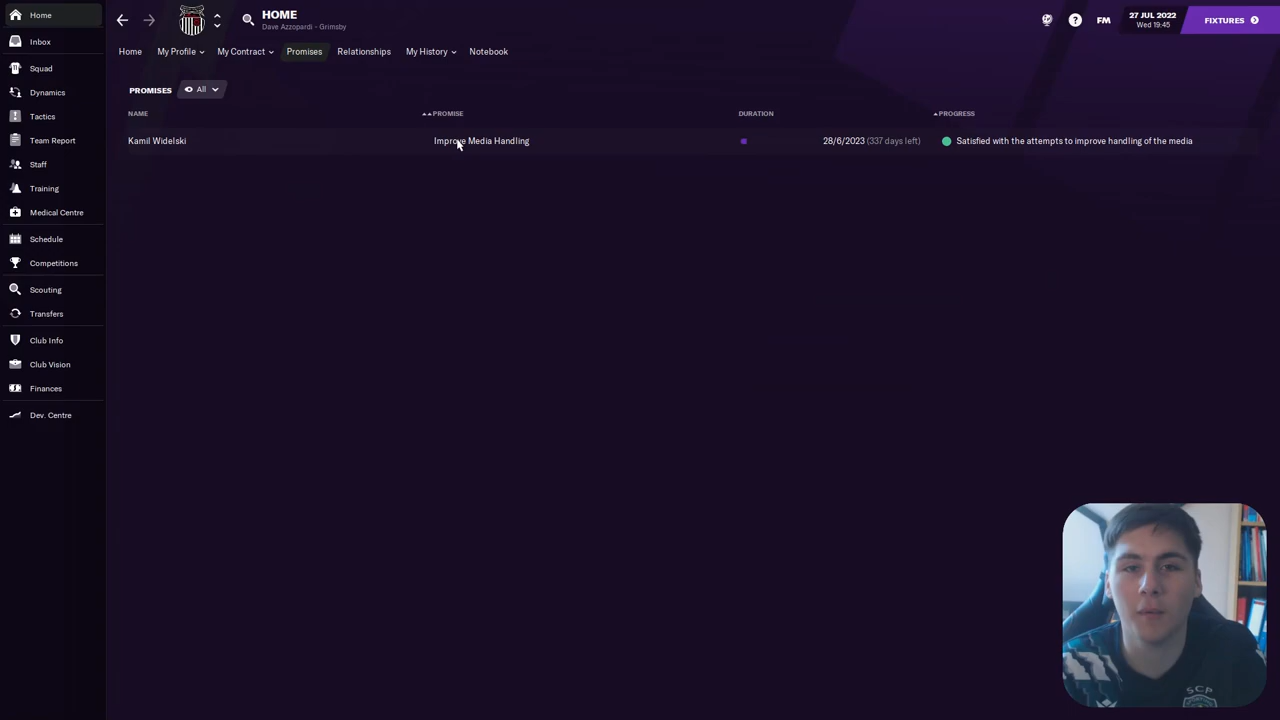 Home
Inbox
Squad
Dynamics
Tactics
Team Report
Staff
Training
Medical Centre
Schedule
Competitions
Scouting
Transfers
Club Info
Club Vision
Finances
Dev. Centre
HOME
Dave Azzopardi - Grimsby
FM
27 JUL 2022
Wed 19:45
FIXTURES
Home My Profile My Contract Promises Relationships My History Notebook
PROMISES All
NAME PROMISE DURATION PROGRESS
Kamil Widelski Improve Media Handling 28/6/2023 (337 days left) Satisfied with the attempts to improve handling of the media
SCP